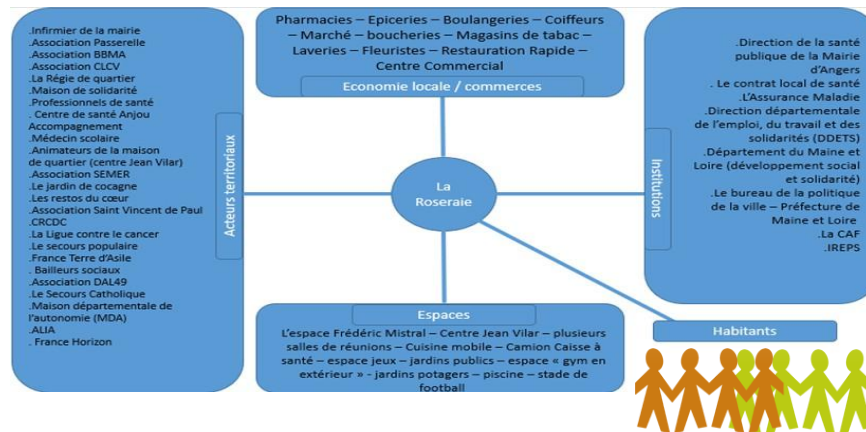 .Infirmier de la mairie
.Association Passerelle
.Association BBMA
.Association CLCV
.La Régie de quartier
.Maison de solidarité
.Professionnels de santé
. Centre de santé Anjou
Accompagnement
.Médecin scolaire
.Animateurs de la maison
de quartier (centre Jean Vilar)
.Association SEMER
.Le jardin de cocagne
.Les restos du cœur
.Association Saint Vincent de Paul
.CRCDC
.La Ligue contre le cancer
.Le secours populaire
.France Terre d'Asile
. Bailleurs sociaux
.Association DAL49
.Le Secours Catholique
.Maison départementale de
l'autonomie (MDA)
.ALIA
. France Horizon
Acteurs territoriaux
Pharmacies – Epiceries – Boulangeries – Coiffeurs
– Marché – boucheries – Magasins de tabac –
Laveries – Fleuristes – Restauration Rapide –
Centre Commercial
Economie locale / commerces
La
Roseraie
Espaces
L'espace Frédéric Mistral – Centre Jean Vilar – plusieurs
salles de réunions – Cuisine mobile – Camion Caisse à
santé – espace jeux – jardins publics – espace « gym en
extérieur » - jardins potagers – piscine – stade de
football
Institutions
.Direction de la santé
publique de la Mairie
d'Angers
. Le contrat local de santé
.L'Assurance Maladie
.Direction départementale
de l'emploi, du travail et des
solidarités (DDETS)
.Département du Maine et
Loire (développement social
et solidarité)
.Le bureau de la politique
de la ville – Préfecture de
Maine et Loire
.La CAF
.IREPS
Habitants